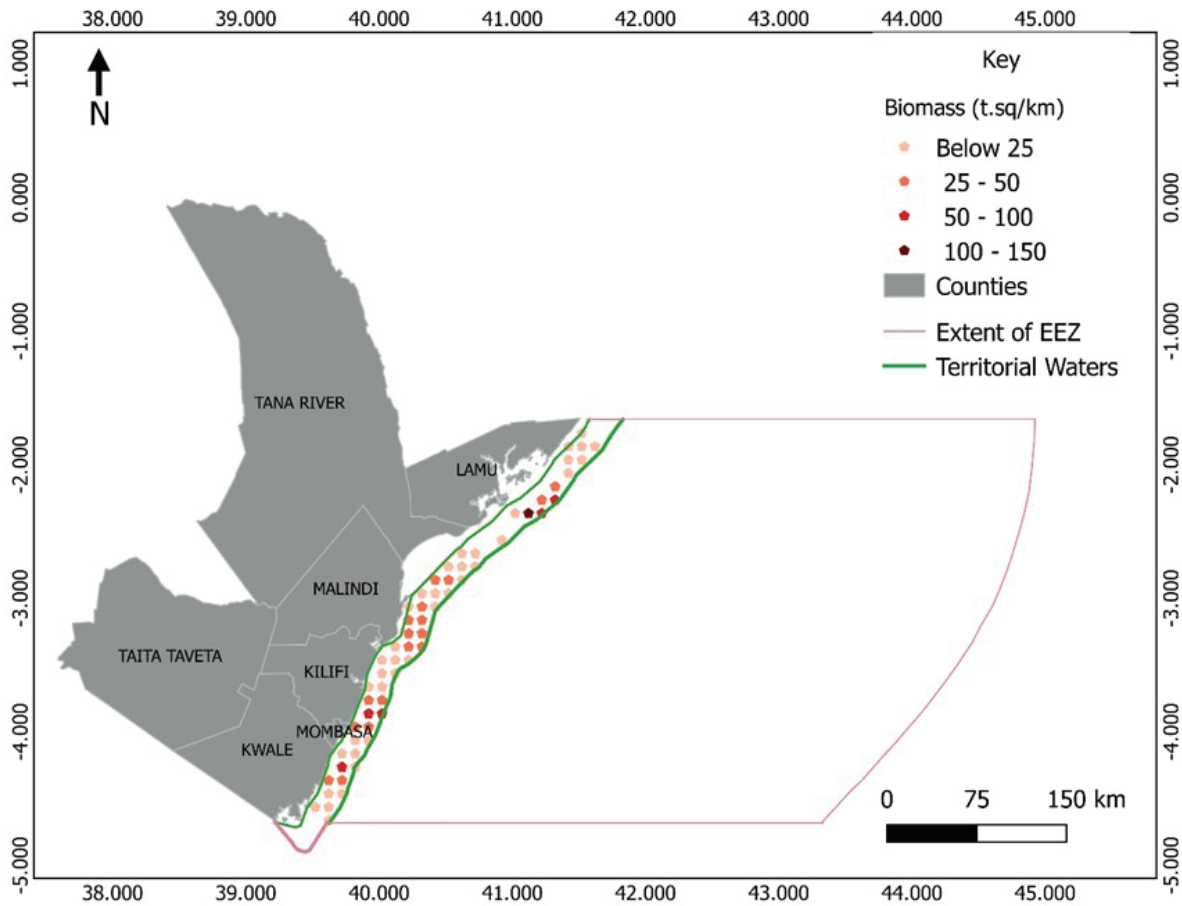 38.000 39.000 40.000 41.000 42.000 43.000 44.000 45.000
1.000
0.000
-1.000
-2.000
-3.000
-4.000
-5.000
N
Key
Biomass (t.sq/km)
Below 25
25 - 50
50 - 100
100 - 150
Counties
Extent of EEZ
Territorial Waters
TANA RIVER
LAMU
MALINDI
TAITA TAVETA
KILIFI
MOMBASA
KWALE
0 75 150 km
1.000
0.000
-1.000
-2.000
-3.000
-4.000
-5.000
38.000 39.000 40.000 41.000 42.000 43.000 44.000 45.000